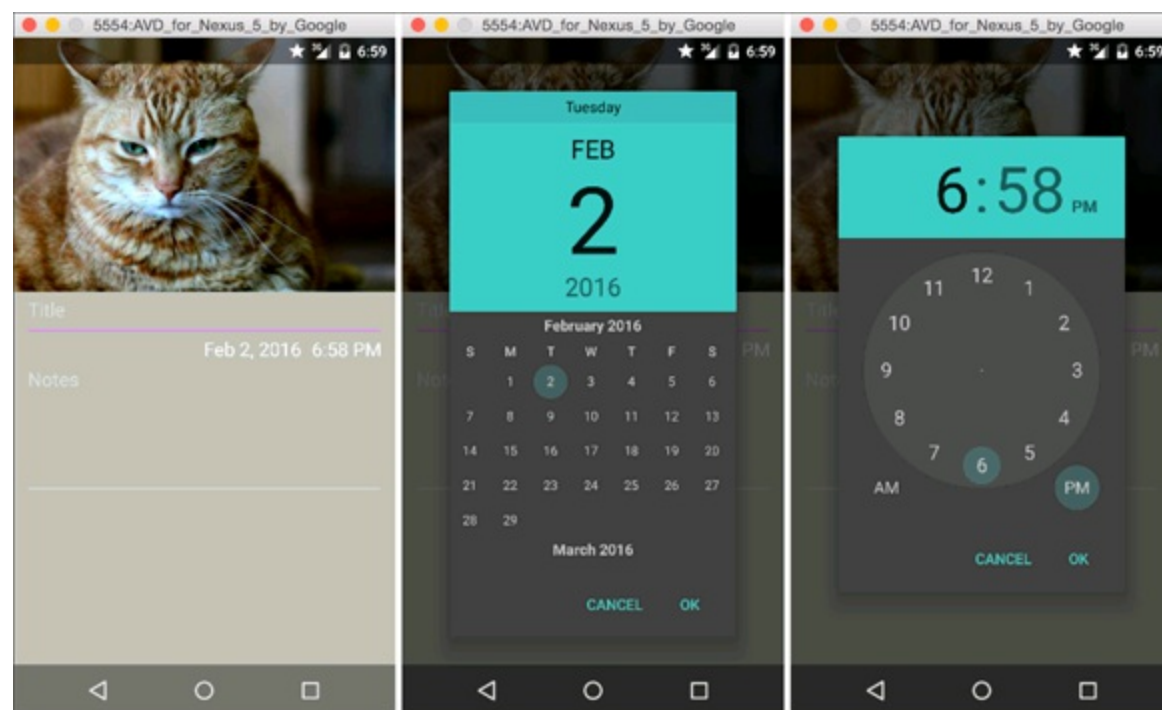 5554:AVD_for_Nexus_5_by_Google
6:59
Title
Feb 2, 2016 6:58 PM
Notes
5554:AVD_for_Nexus_5_by_Google
6:59
Tuesday
FEB
2
2016
February 2016
S M T W T F S
1 2 3 4 5 6
7 8 9 10 11 12 13
14 15 16 17 18 19 20
21 22 23 24 25 26 27
28 29
March 2016
CANCEL OK
PM
5554:AVD_for_Nexus_5_by_Google
6:59
6:58 PM
12
11 1
10 2
9 3
8 4
7 5
6
AM PM
CANCEL OK
PM